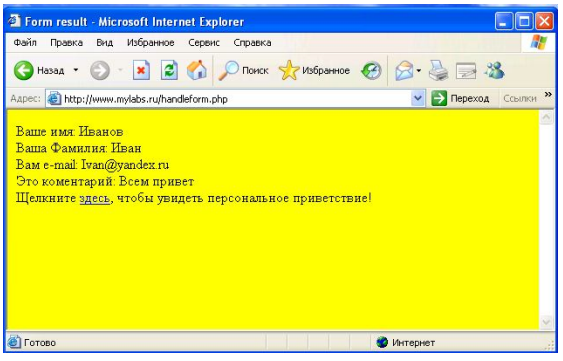 Form result - Microsoft Internet Explorer
Файл Правка Вид Избранное Сервис Справка
Назад Поиск Избранное
Адрес: http://www.mylabs.ru/handleform.php Переход Ссылки »
Ваше имя: Иванов
Ваша Фамилия: Иван
Вам e-mail: Ivan@yandex.ru
Это коментарий: Всем привет
Щелкните здесь, чтобы увидеть персональное приветствие!
Готово Интернет